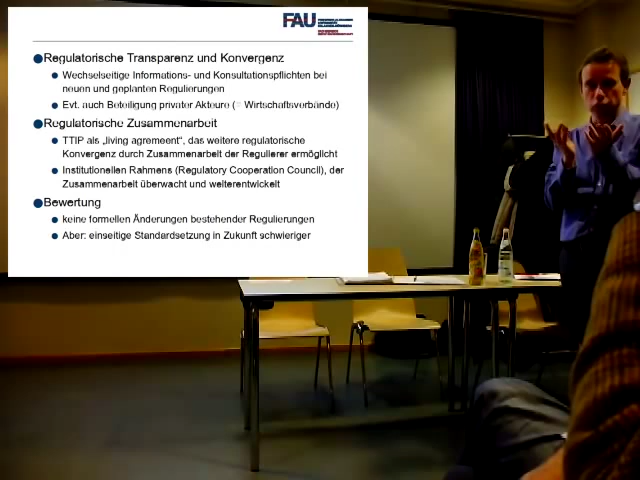 FAU
Regulatorische Transparenz und Konvergenz
Wechselseitige Informations- und Konsultationspflichten bei
neuen und geplanten Regulierungen
Evt. auch Beteiligung privater Akteure (= Wirtschaftsverbände)
Regulatorische Zusammenarbeit
TTIP als „living agreement“, das weitere regulatorische
Konvergenz durch Zusammenarbeit der Regulierer ermöglicht
Institutionellen Rahmens (Regulatory Cooperation Council), der
Zusammenarbeit überwacht und weiterentwickelt
Bewertung
keine formellen Änderungen bestehender Regulierungen
Aber: einseitige Standardsetzung in Zukunft schwieriger